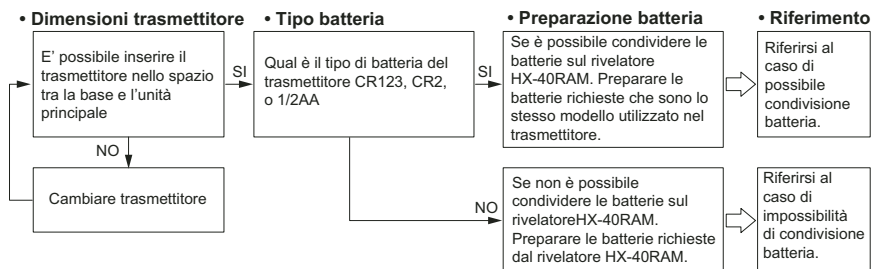 • Dimensioni trasmettitore
• Tipo batteria
• Preparazione batteria
• Riferimento
E' possibile inserire il
trasmettitore nello spazio
tra la base e l'unità
principale
SI
Qual è il tipo di batteria del
trasmettitore CR123, CR2,
o 1/2AA
SI
Se è possibile condividere le
batterie sul rivelatore
HX-40RAM. Preparare le
batterie richieste che sono lo
stesso modello utilizzato nel
trasmettitore.
Riferirsi al
caso di
possibile
condivisione
batteria.
NO
Cambiare trasmettitore
NO
Se non è possibile
condividere le batterie sul
rivelatoreHX-40RAM.
Preparare le batterie richieste
dal rivelatore HX-40RAM.
Riferirsi al
caso di
impossibilità
di condivisione
batteria.